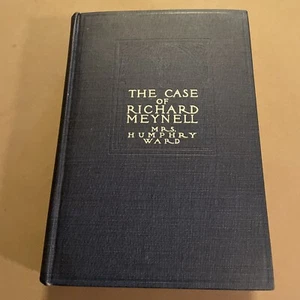 THE CASE
OF
RICHARD
MEYNELL
MRS.
HUMPHRY
WARD